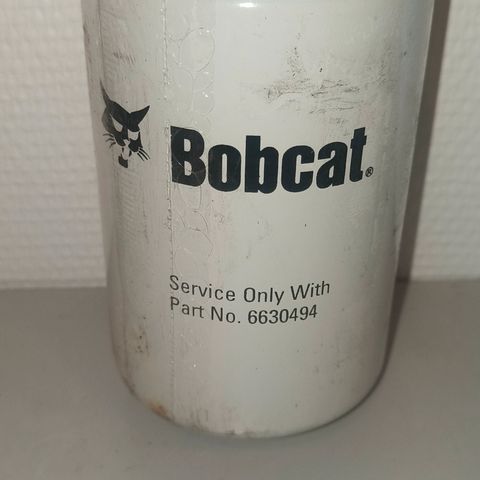 Bobcat®
Service Only With
Part No. 6630494